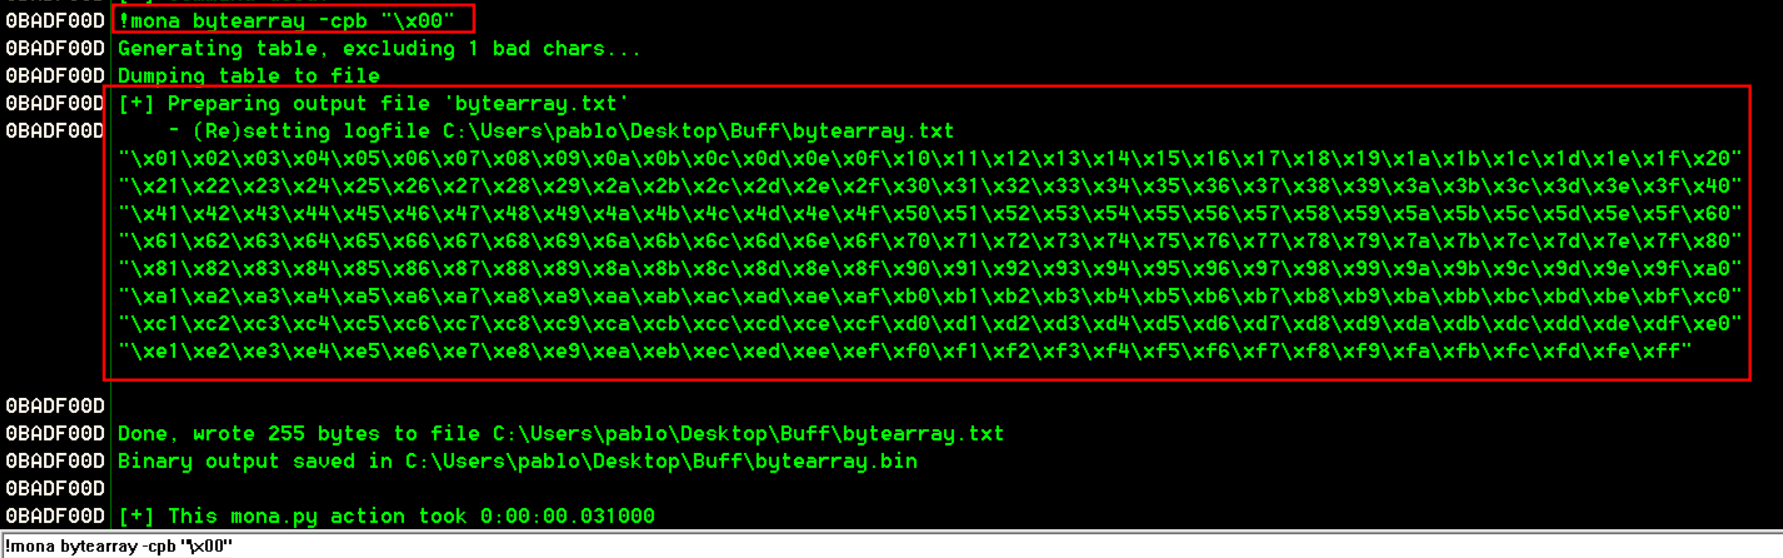 0BADF00D !mona bytearray -cpb "\x00"
0BADF00D Generating table, excluding 1 bad chars...
0BADF00D Dumping table to file
0BADF00D [+] Preparing output file 'bytearray.txt'
0BADF00D     - (Re)setting logfile C:\Users\pablo\Desktop\Buff\bytearray.txt
"\x01\x02\x03\x04\x05\x06\x07\x08\x09\x0a\x0b\x0c\x0d\x0e\x0f\x10\x11\x12\x13\x14\x15\x16\x17\x18\x19\x1a\x1b\x1c\x1d\x1e\x1f\x20"
"\x21\x22\x23\x24\x25\x26\x27\x28\x29\x2a\x2b\x2c\x2d\x2e\x2f\x30\x31\x32\x33\x34\x35\x36\x37\x38\x39\x3a\x3b\x3c\x3d\x3e\x3f\x40"
"\x41\x42\x43\x44\x45\x46\x47\x48\x49\x4a\x4b\x4c\x4d\x4e\x4f\x50\x51\x52\x53\x54\x55\x56\x57\x58\x59\x5a\x5b\x5c\x5d\x5e\x5f\x60"
"\x61\x62\x63\x64\x65\x66\x67\x68\x69\x6a\x6b\x6c\x6d\x6e\x6f\x70\x71\x72\x73\x74\x75\x76\x77\x78\x79\x7a\x7b\x7c\x7d\x7e\x7f\x80"
"\x81\x82\x83\x84\x85\x86\x87\x88\x89\x8a\x8b\x8c\x8d\x8e\x8f\x90\x91\x92\x93\x94\x95\x96\x97\x98\x99\x9a\x9b\x9c\x9d\x9e\x9f\xa0"
"\xa1\xa2\xa3\xa4\xa5\xa6\xa7\xa8\xa9\xaa\xab\xac\xad\xae\xaf\xb0\xb1\xb2\xb3\xb4\xb5\xb6\xb7\xb8\xb9\xba\xbb\xbc\xbd\xbe\xbf\xc0"
"\xc1\xc2\xc3\xc4\xc5\xc6\xc7\xc8\xc9\xca\xcb\xcc\xcd\xce\xcf\xd0\xd1\xd2\xd3\xd4\xd5\xd6\xd7\xd8\xd9\xda\xdb\xdc\xdd\xde\xdf\xe0"
"\xe1\xe2\xe3\xe4\xe5\xe6\xe7\xe8\xe9\xea\xeb\xec\xed\xee\xef\xf0\xf1\xf2\xf3\xf4\xf5\xf6\xf7\xf8\xf9\xfa\xfb\xfc\xfd\xfe\xff"
0BADF00D
0BADF00D Done, wrote 255 bytes to file C:\Users\pablo\Desktop\Buff\bytearray.txt
0BADF00D Binary output saved in C:\Users\pablo\Desktop\Buff\bytearray.bin
0BADF00D
0BADF00D [+] This mona.py action took 0:00:00.031000
!mona bytearray -cpb "\x00"